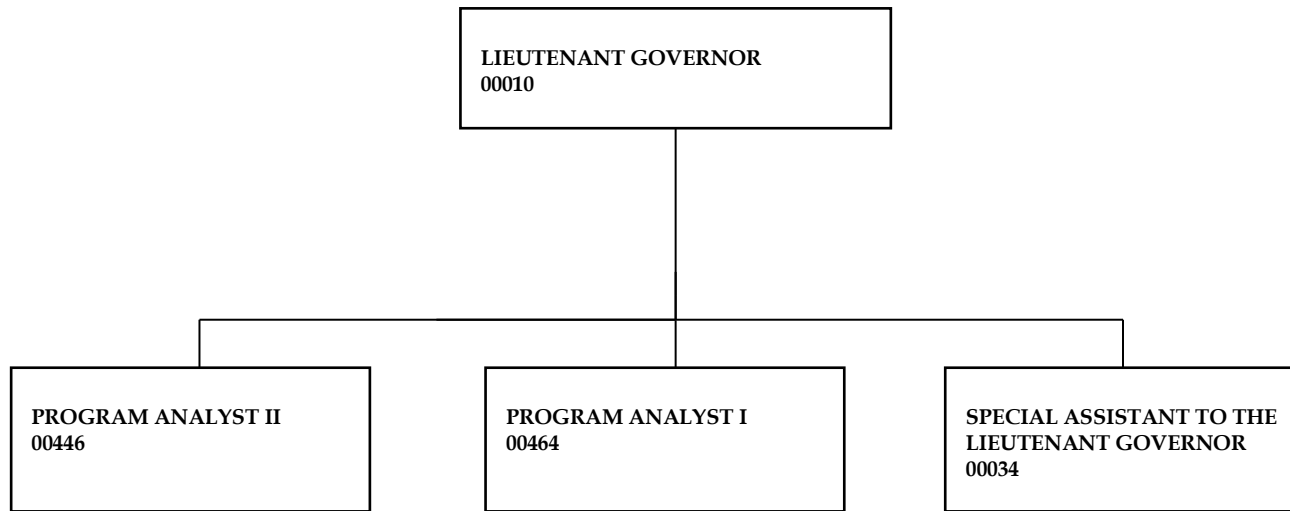 LIEUTENANT GOVERNOR
00010
PROGRAM ANALYST II
00446
PROGRAM ANALYST I
00464
SPECIAL ASSISTANT TO THE
LIEUTENANT GOVERNOR
00034